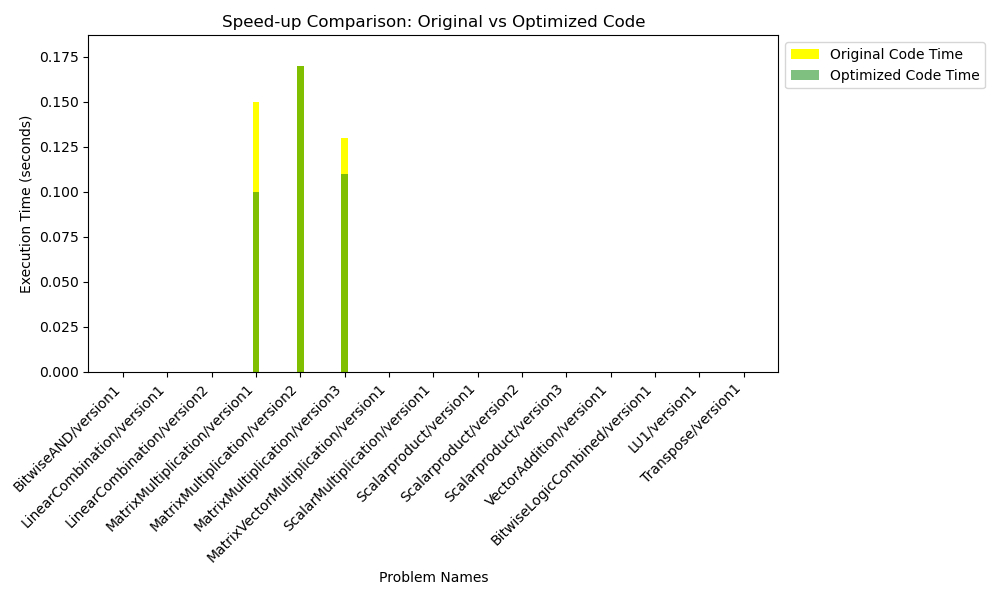 Speed-up Comparison: Original vs Optimized Code
Original Code Time
Optimized Code Time
Execution Time (seconds)
0.175
0.150
0.125
0.100
0.075
0.050
0.025
0.000
BitwiseAND/version1
LinearCombination/version1
LinearCombination/version2
MatrixMultiplication/version1
MatrixMultiplication/version2
MatrixMultiplication/version3
MatrixVectorMultiplication/version1
ScalarMultiplication/version1
Scalarproduct/version1
Scalarproduct/version2
Scalarproduct/version3
VectorAddition/version1
BitwiseLogicCombined/version1
LU1/version1
Transpose/version1
Problem Names